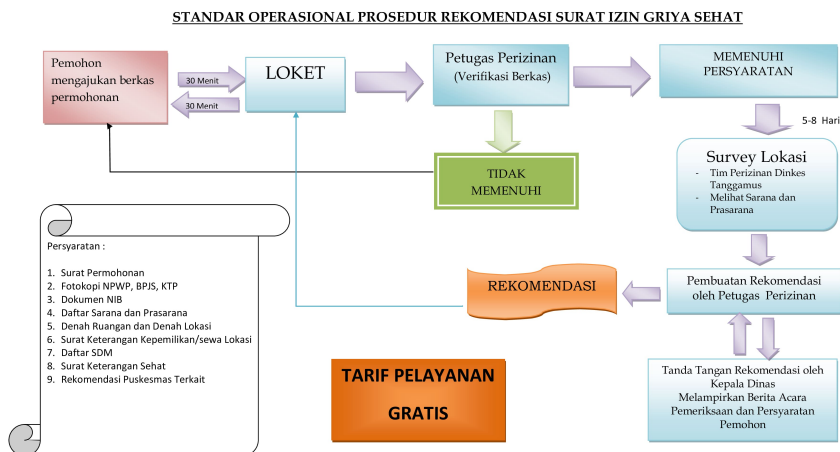 STANDAR OPERASIONAL PROSEDUR REKOMENDASI SURAT IZIN GRIYA SEHAT
Pemohon
mengajukan berkas
permohonan
30 Menit
30 Menit
LOKET
Petugas Perizinan
(Verifikasi Berkas)
MEMENUHI
PERSYARATAN
5-8 Hari
TIDAK
MEMENUHI
Survey Lokasi
- Tim Perizinan Dinkes
Tanggamus
- Melihat Sarana dan
Prasarana
Pembuatan Rekomendasi
oleh Petugas Perizinan
REKOMENDASI
Tanda Tangan Rekomendasi oleh
Kepala Dinas
Melampirkan Berita Acara
Pemeriksaan dan Persyaratan
Pemohon
Persyaratan :
1. Surat Permohonan
2. Fotokopi NPWP, BPJS, KTP
3. Dokumen NIB
4. Daftar Sarana dan Prasarana
5. Denah Ruangan dan Denah Lokasi
6. Surat Keterangan Kepemilikan/sewa Lokasi
7. Daftar SDM
8. Surat Keterangan Sehat
9. Rekomendasi Puskesmas Terkait
TARIF PELAYANAN
GRATIS